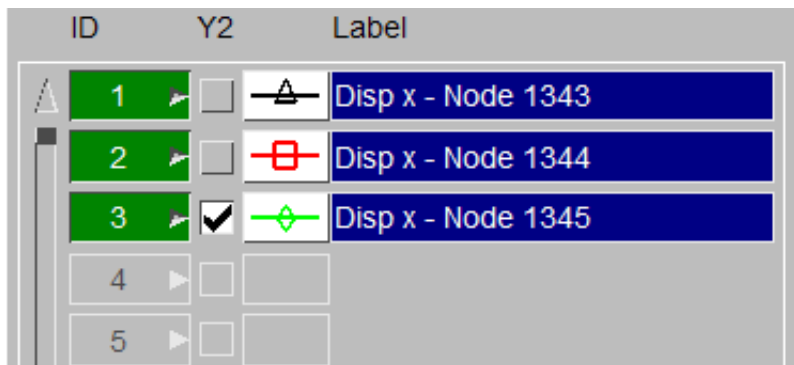 ID Y2 Label
1 Disp x - Node 1343
2 Disp x - Node 1344
3 Disp x - Node 1345
4
5